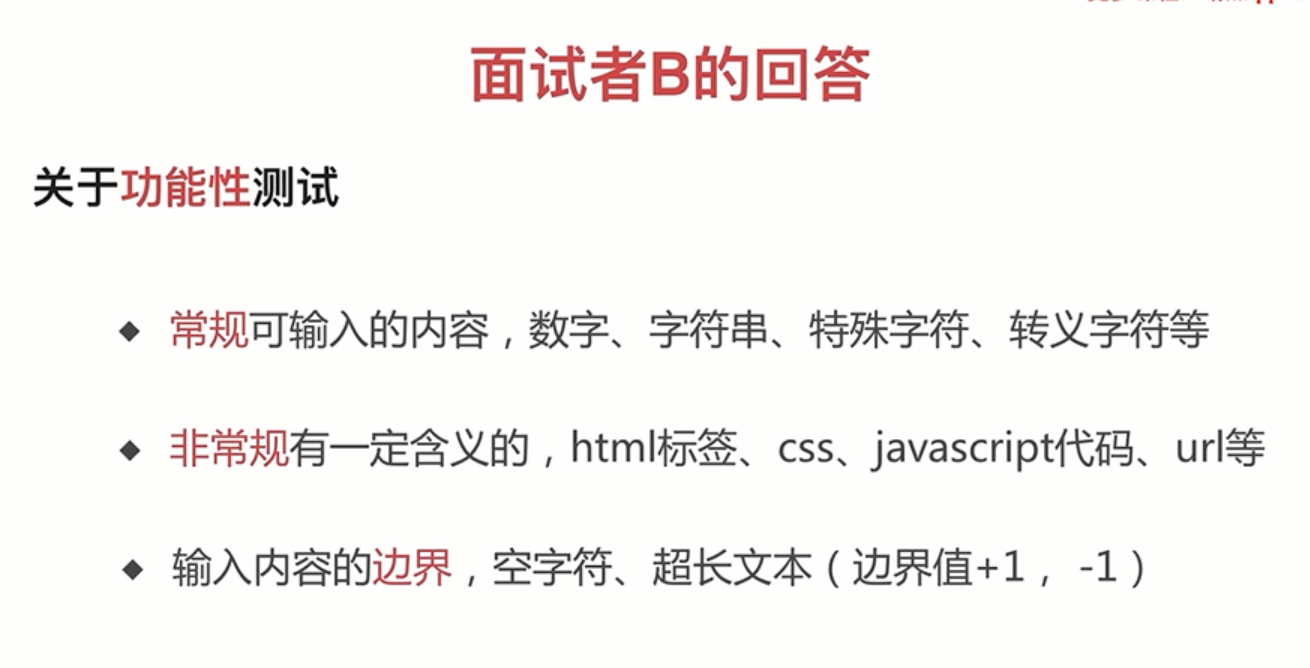 面试者B的回答
关于功能性测试
◆ 常规可输入的内容，数字、字符串、特殊字符、转义字符等
◆ 非常规有一定含义的，html标签、css、javascript代码、url等
◆ 输入内容的边界，空字符、超长文本（边界值+1， -1）